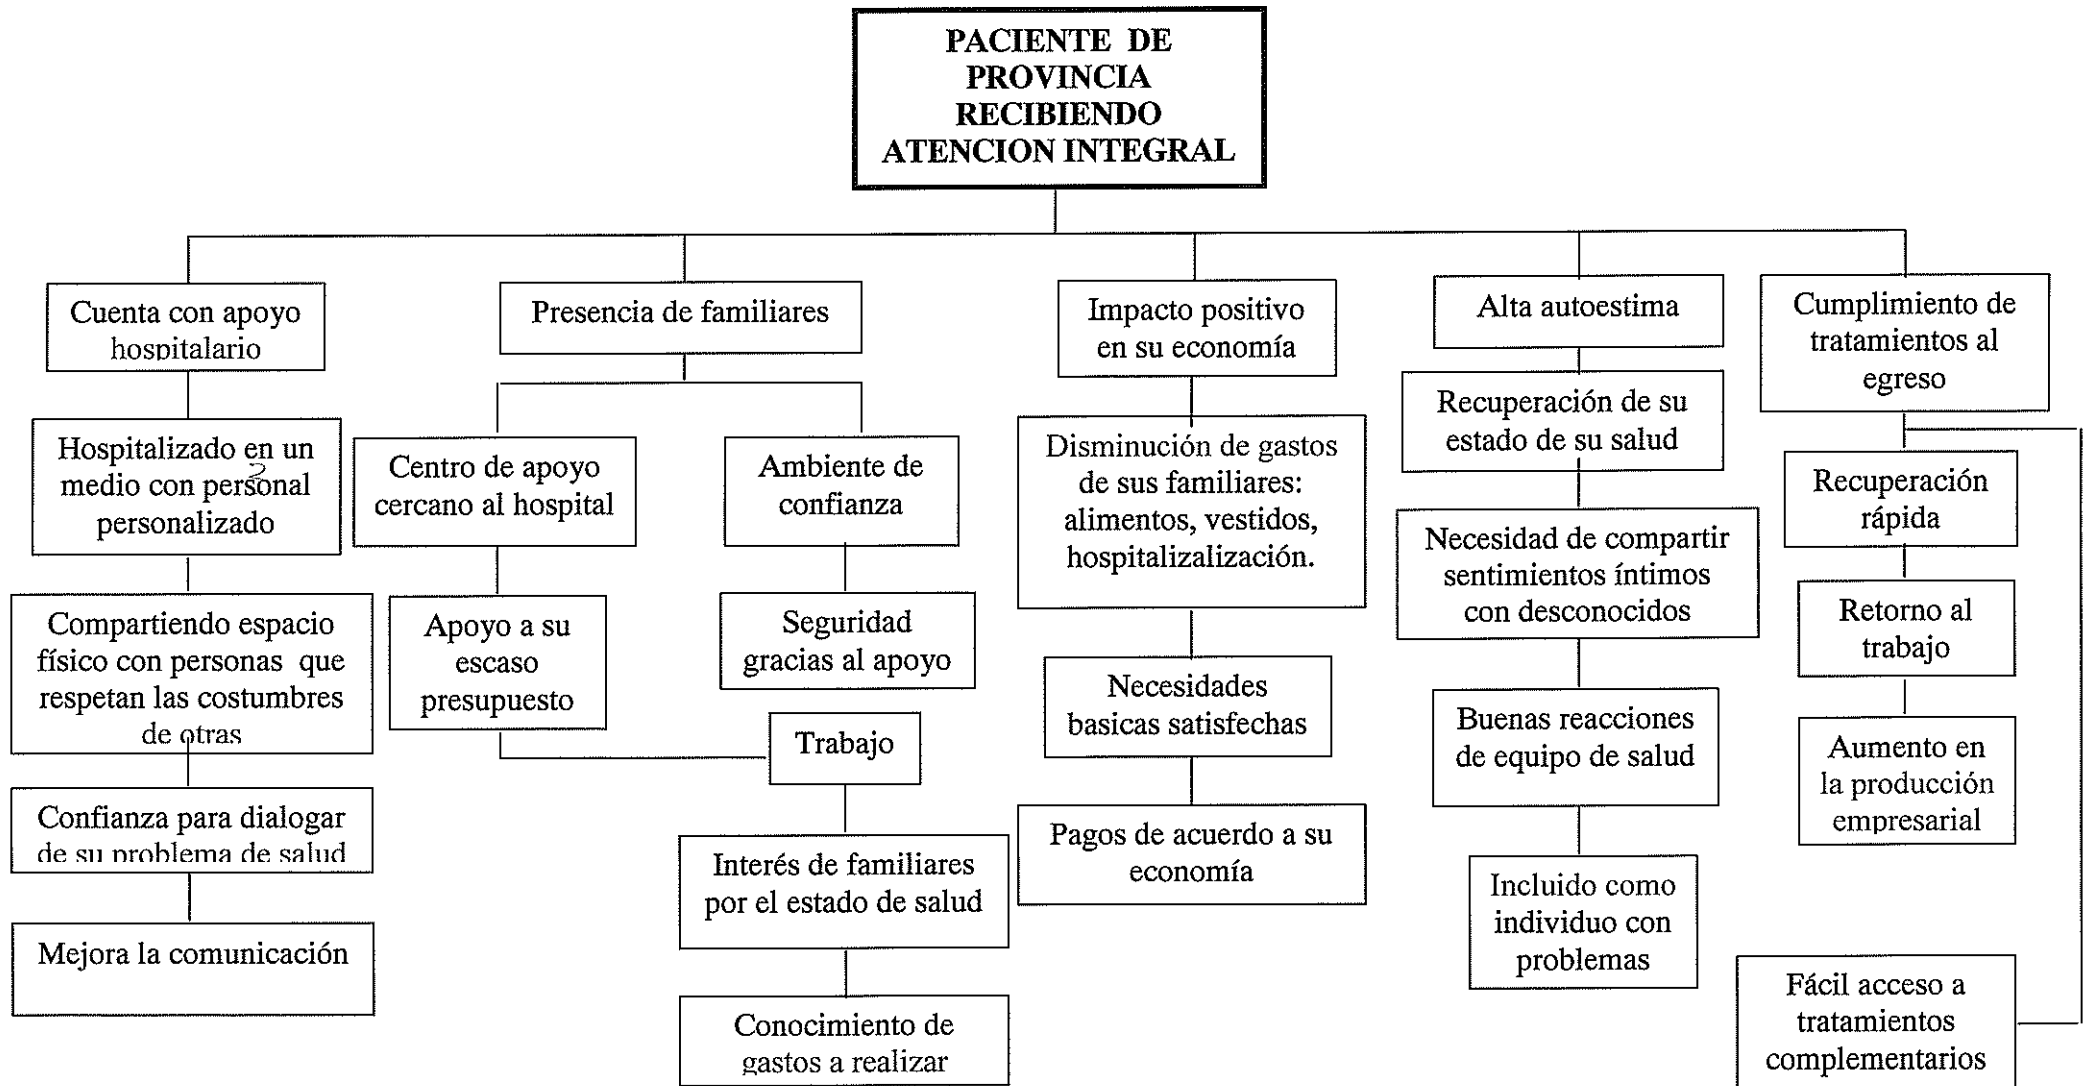 PACIENTE DE
PROVINCIA
RECIBIENDO
ATENCION INTEGRAL
Cuenta con apoyo
hospitalario
Hospitalizado en un
medio con personal
personalizado
Compartiendo espacio
físico con personas que
respetan las costumbres
de otras
Confianza para dialogar
de su problema de salud
Mejora la comunicación
Presencia de familiares
Centro de apoyo
cercano al hospital
Apoyo a su
escaso
presupuesto
Ambiente de
confianza
Seguridad
gracias al apoyo
Trabajo
Interés de familiares
por el estado de salud
Conocimiento de
gastos a realizar
Impacto positivo
en su economía
Disminución de gastos
de sus familiares:
alimentos, vestidos,
hospitalizalización.
Necesidades
basicas satisfechas
Pagos de acuerdo a su
economía
Alta autoestima
Recuperación de su
estado de su salud
Necesidad de compartir
sentimientos íntimos
con desconocidos
Buenas reacciones
de equipo de salud
Incluido como
individuo con
problemas
Cumplimiento de
tratamientos al
egreso
Recuperación
rápida
Retorno al
trabajo
Aumento en
la producción
empresarial
Fácil acceso a
tratamientos
complementarios